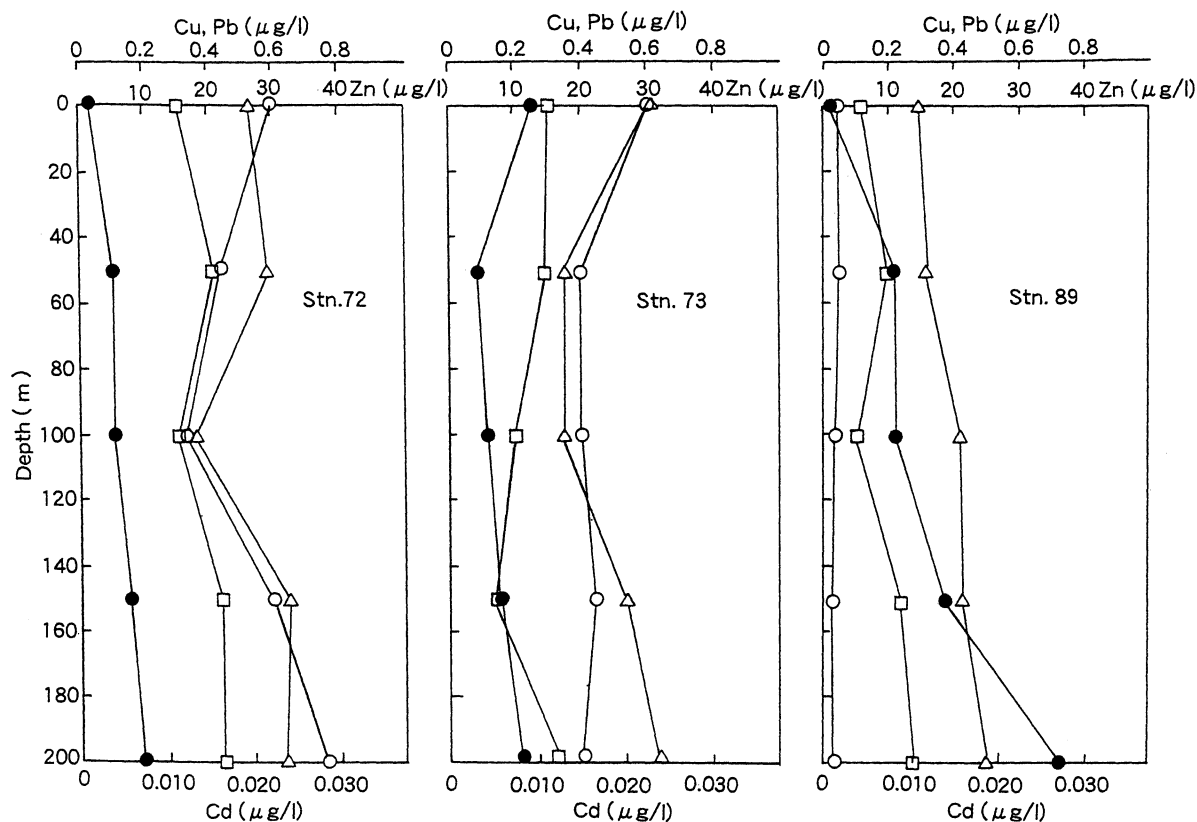 Cu, Pb (μg/l)
0 0.2 0.4 0.6 0.8
10 20 30 40 Zn (μg/l)
Cu, Pb (μg/l)
0 0.2 0.4 0.6 0.8
10 20 30 40 Zn (μg/l)
Cu, Pb (μg/l)
0 0.2 0.4 0.6 0.8
10 20 30 40 Zn (μg/l)
0
20
40
60
80
100
120
140
160
180
200
Depth (m)
Stn.72
Stn. 73
Stn. 89
0 0.010 0.020 0.030
Cd (μg/l)
0 0.010 0.020 0.030
Cd (μg/l)
0 0.010 0.020 0.030
Cd (μg/l)